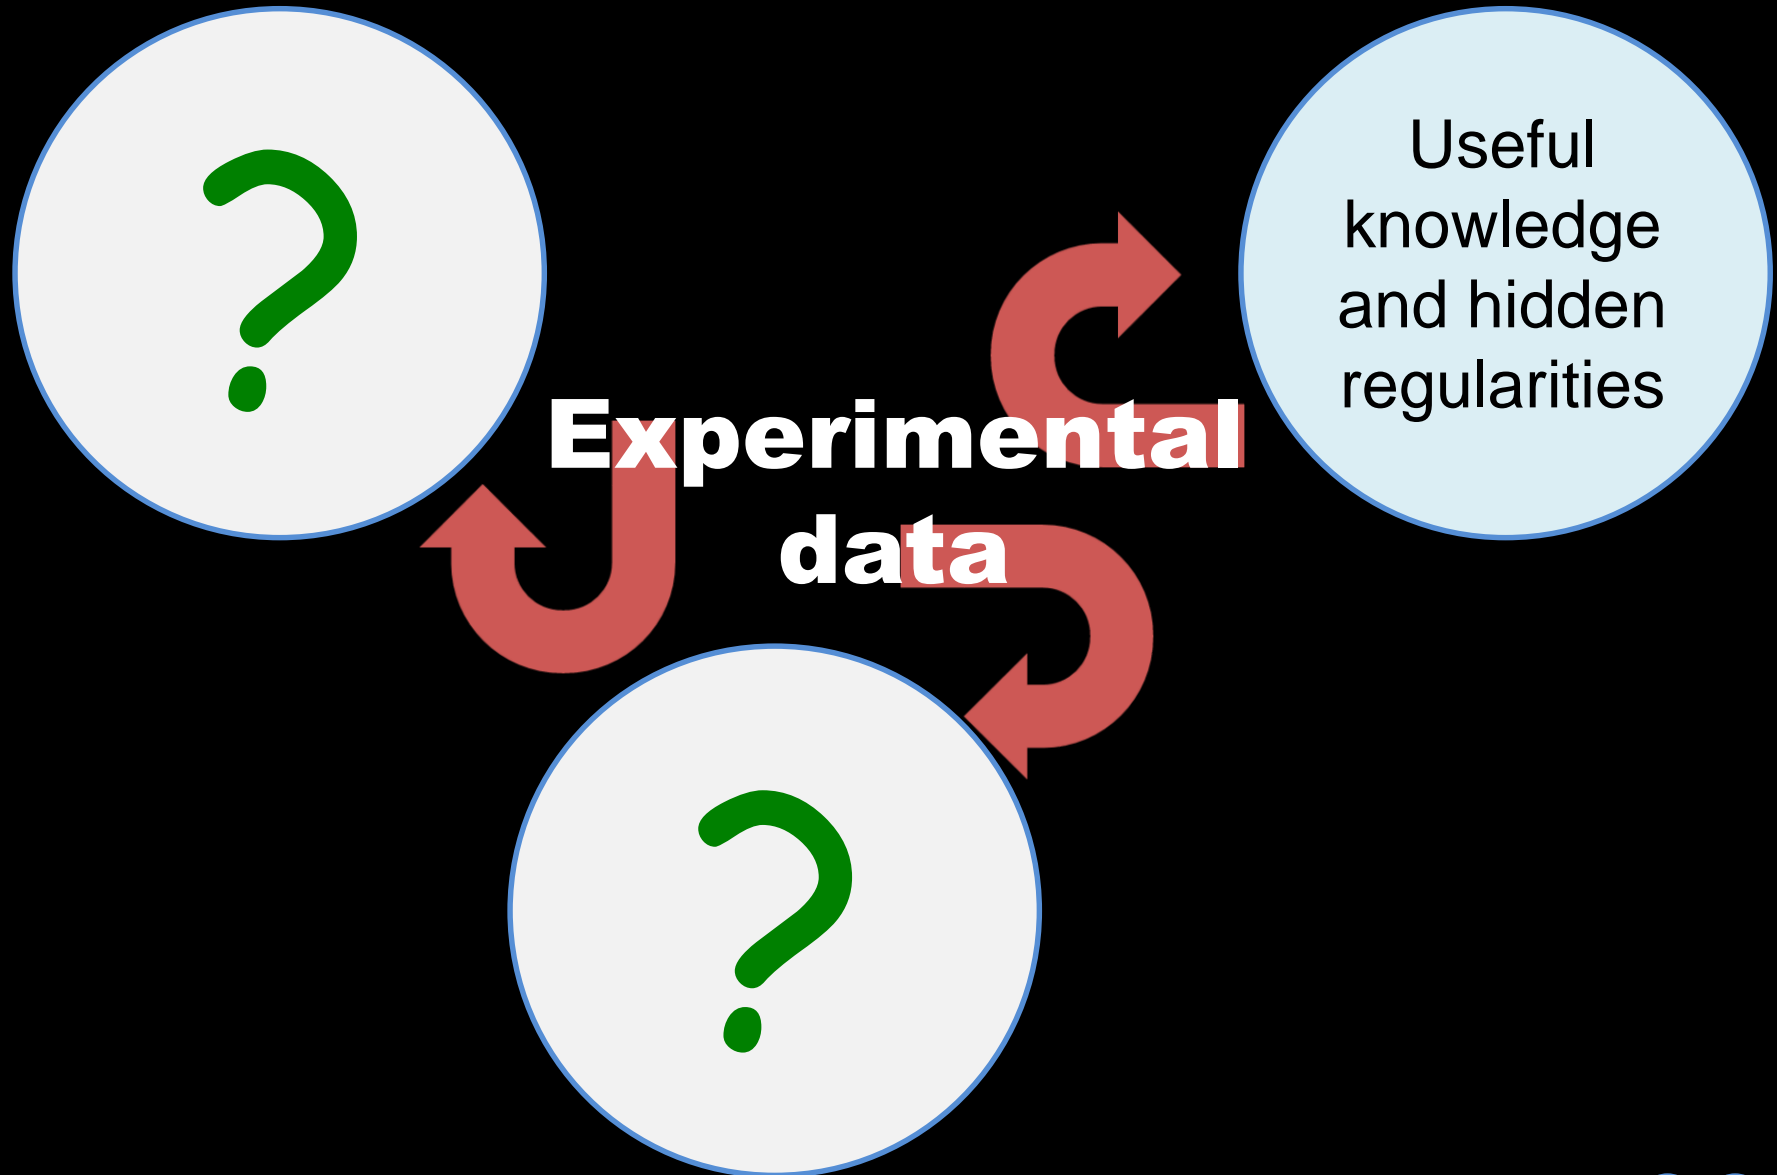 ?
Useful
knowledge
and hidden
regularities
Experimental
data
?